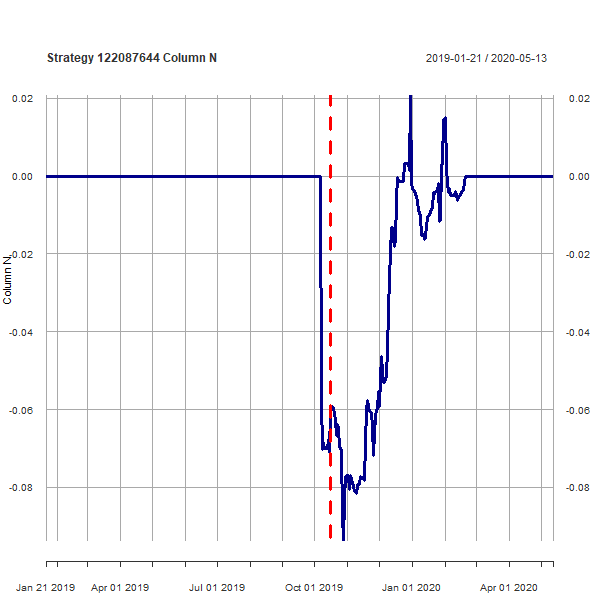 Strategy 122087644 Column N
2019-01-21 / 2020-05-13
0.02 0.02
0.00 0.00
-0.02 -0.02
Column N
-0.04 -0.04
-0.06 -0.06
-0.08 -0.08
Jan 21 2019 Apr 01 2019 Jul 01 2019 Oct 01 2019 Jan 01 2020 Apr 01 2020